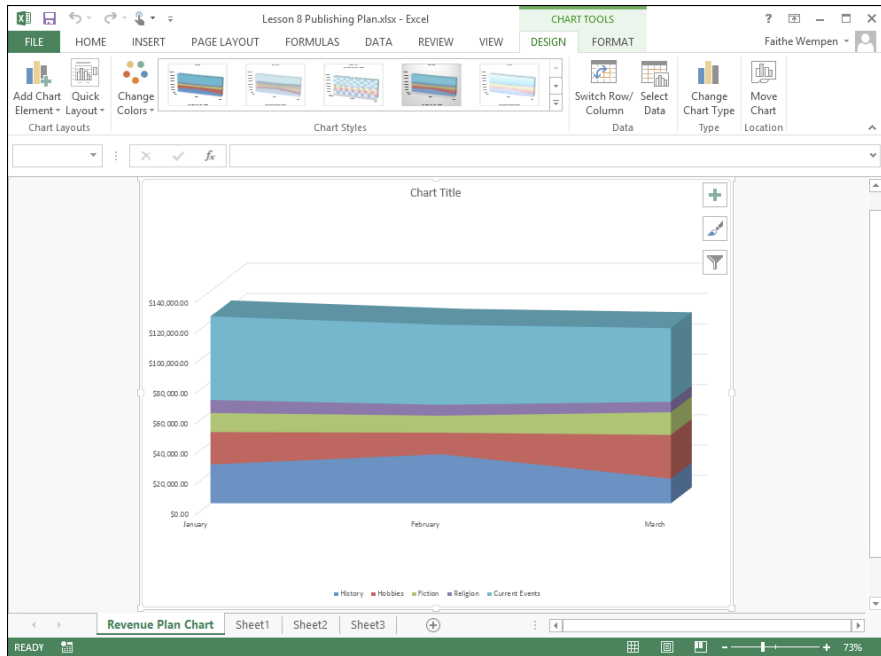 Lesson 8 Publishing Plan.xlsx - Excel
CHART TOOLS
?
FILE HOME INSERT PAGE LAYOUT FORMULAS DATA REVIEW VIEW DESIGN FORMAT Faithe Wempen
Add Chart Element
Quick Layout
Chart Layouts
Change Colors
Chart Styles
Switch Row/ Column
Select Data
Data
Change Chart Type
Type
Move Chart
Location
fx
Chart Title
$140,000.00
$120,000.00
$100,000.00
$80,000.00
$60,000.00
$40,000.00
$20,000.00
$0.00
January February March
History Hobbies Fiction Religion Current Events
Revenue Plan Chart Sheet1 Sheet2 Sheet3
READY 73%